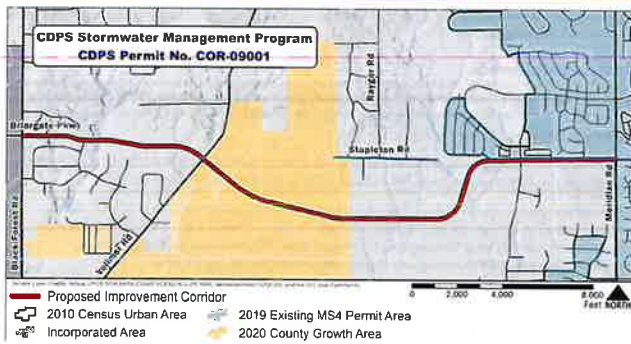 CDPS Stormwater Management Program
CDPS Permit No. COR-09001
Briargate Pkwy
Raygor Rd
Stapleton Rd
Black Forest Rd
Vollmer Rd
Meridian Rd
Proposed Improvement Corridor
2010 Census Urban Area
Incorporated Area
2019 Existing MS4 Permit Area
2020 County Growth Area
0 2,000 4,000 8,000
Feet NORTH